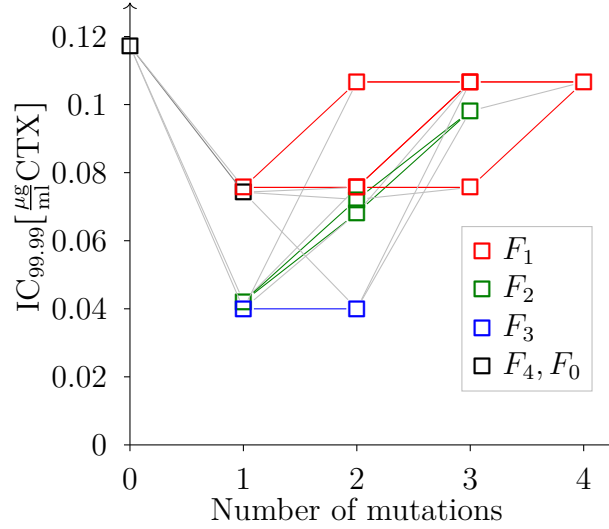 IC99.99[μg/ml CTX]
0.12
0.1
0.08
0.06
0.04
0.02
0
0 1 2 3 4
Number of mutations
F1
F2
F3
F4, F0